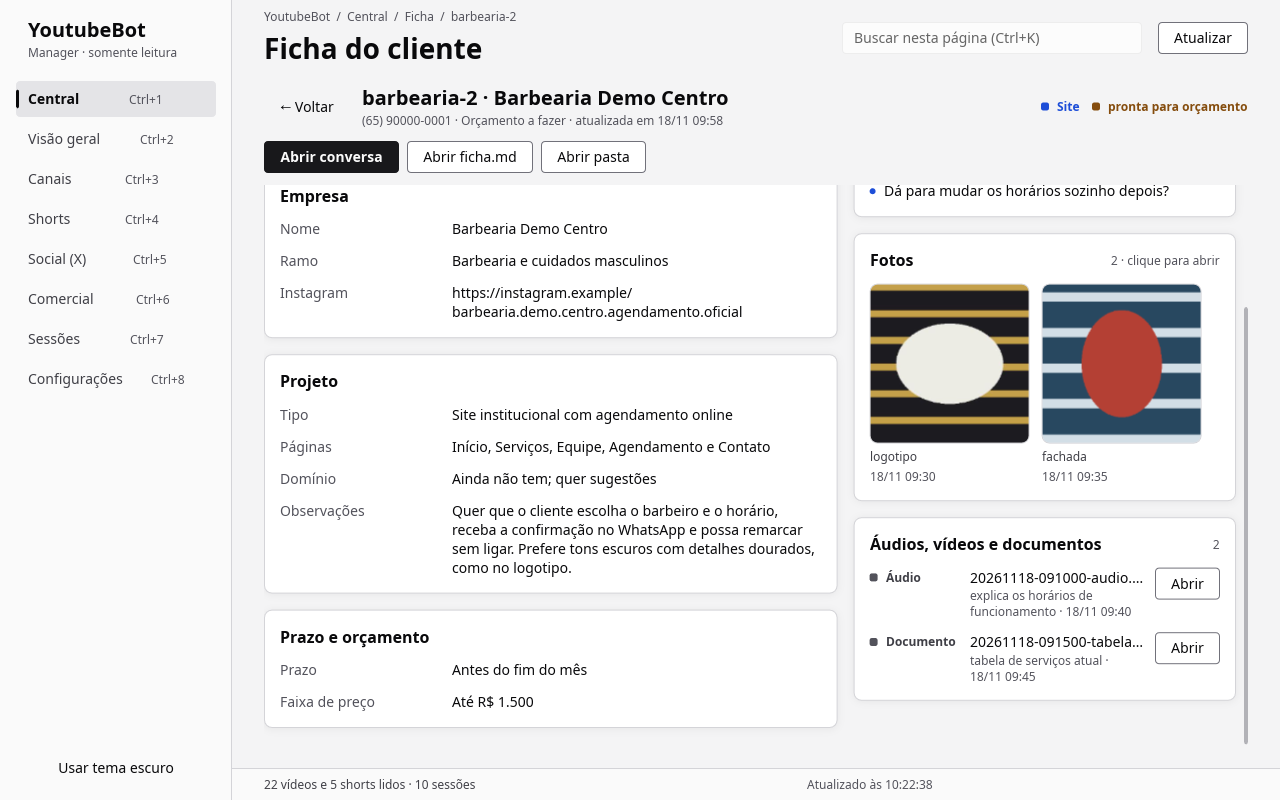 YoutubeBot
Manager · somente leitura
Central Ctrl+1
Visão geral Ctrl+2
Canais Ctrl+3
Shorts Ctrl+4
Social (X) Ctrl+5
Comercial Ctrl+6
Sessões Ctrl+7
Configurações Ctrl+8
Usar tema escuro
YoutubeBot / Central / Ficha / barbearia-2
Ficha do cliente
Buscar nesta página (Ctrl+K)
Atualizar
← Voltar
barbearia-2 · Barbearia Demo Centro
(65) 90000-0001 · Orçamento a fazer · atualizada em 18/11 09:58
Site
pronta para orçamento
Abrir conversa
Abrir ficha.md
Abrir pasta
Empresa
Nome Barbearia Demo Centro
Ramo Barbearia e cuidados masculinos
Instagram https://instagram.example/
barbearia.demo.centro.agendamento.oficial
Projeto
Tipo Site institucional com agendamento online
Páginas Início, Serviços, Equipe, Agendamento e Contato
Domínio Ainda não tem; quer sugestões
Observações Quer que o cliente escolha o barbeiro e o horário,
receba a confirmação no WhatsApp e possa remarcar
sem ligar. Prefere tons escuros com detalhes dourados,
como no logotipo.
Prazo e orçamento
Prazo Antes do fim do mês
Faixa de preço Até R$ 1.500
Dá para mudar os horários sozinho depois?
Fotos 2 · clique para abrir
logotipo
18/11 09:30
fachada
18/11 09:35
Áudios, vídeos e documentos 2
Áudio 20261118-091000-audio.... Abrir
explica os horários de
funcionamento · 18/11 09:40
Documento 20261118-091500-tabela... Abrir
tabela de serviços atual ·
18/11 09:45
22 vídeos e 5 shorts lidos · 10 sessões
Atualizado às 10:22:38